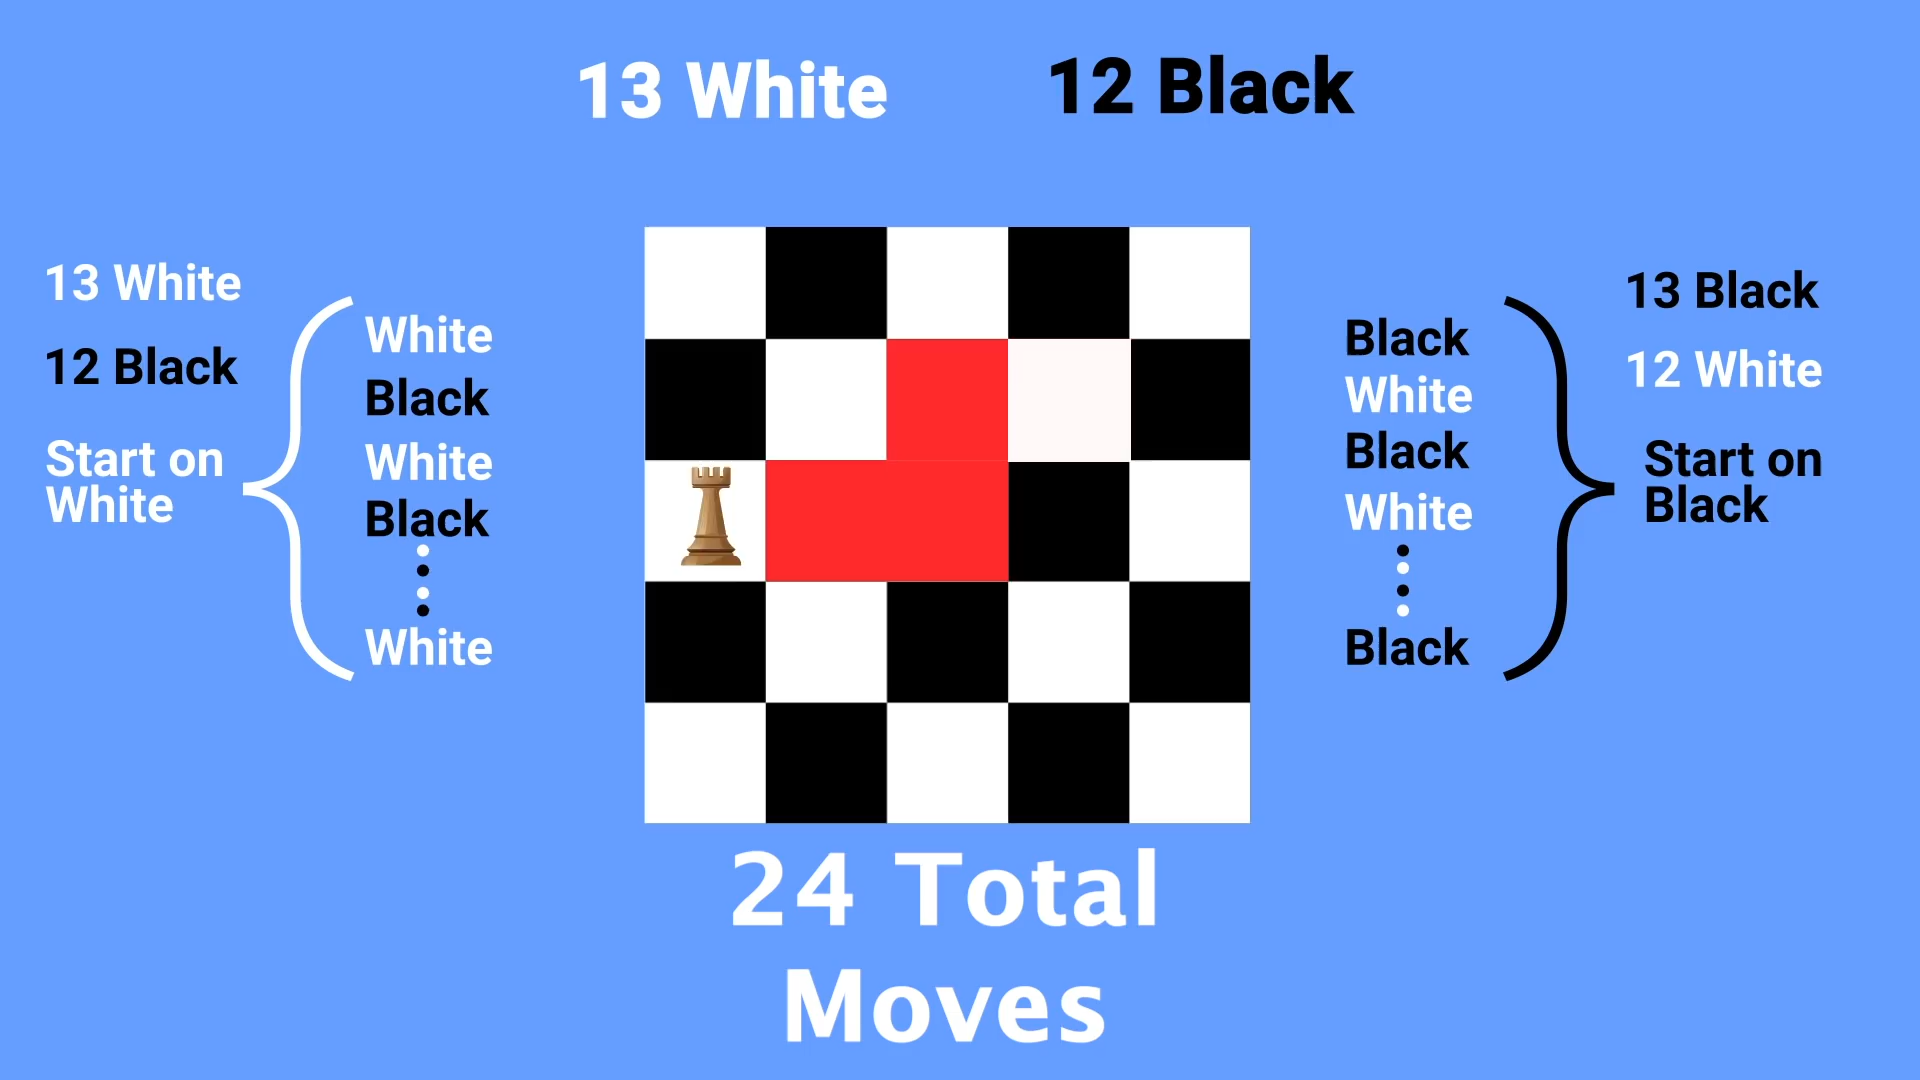 13 White
12 Black
13 White
12 Black
Start on
White
White
Black
White
Black
White
Black
White
Black
White
Black
13 Black
12 White
Start on
Black
24 Total
Moves